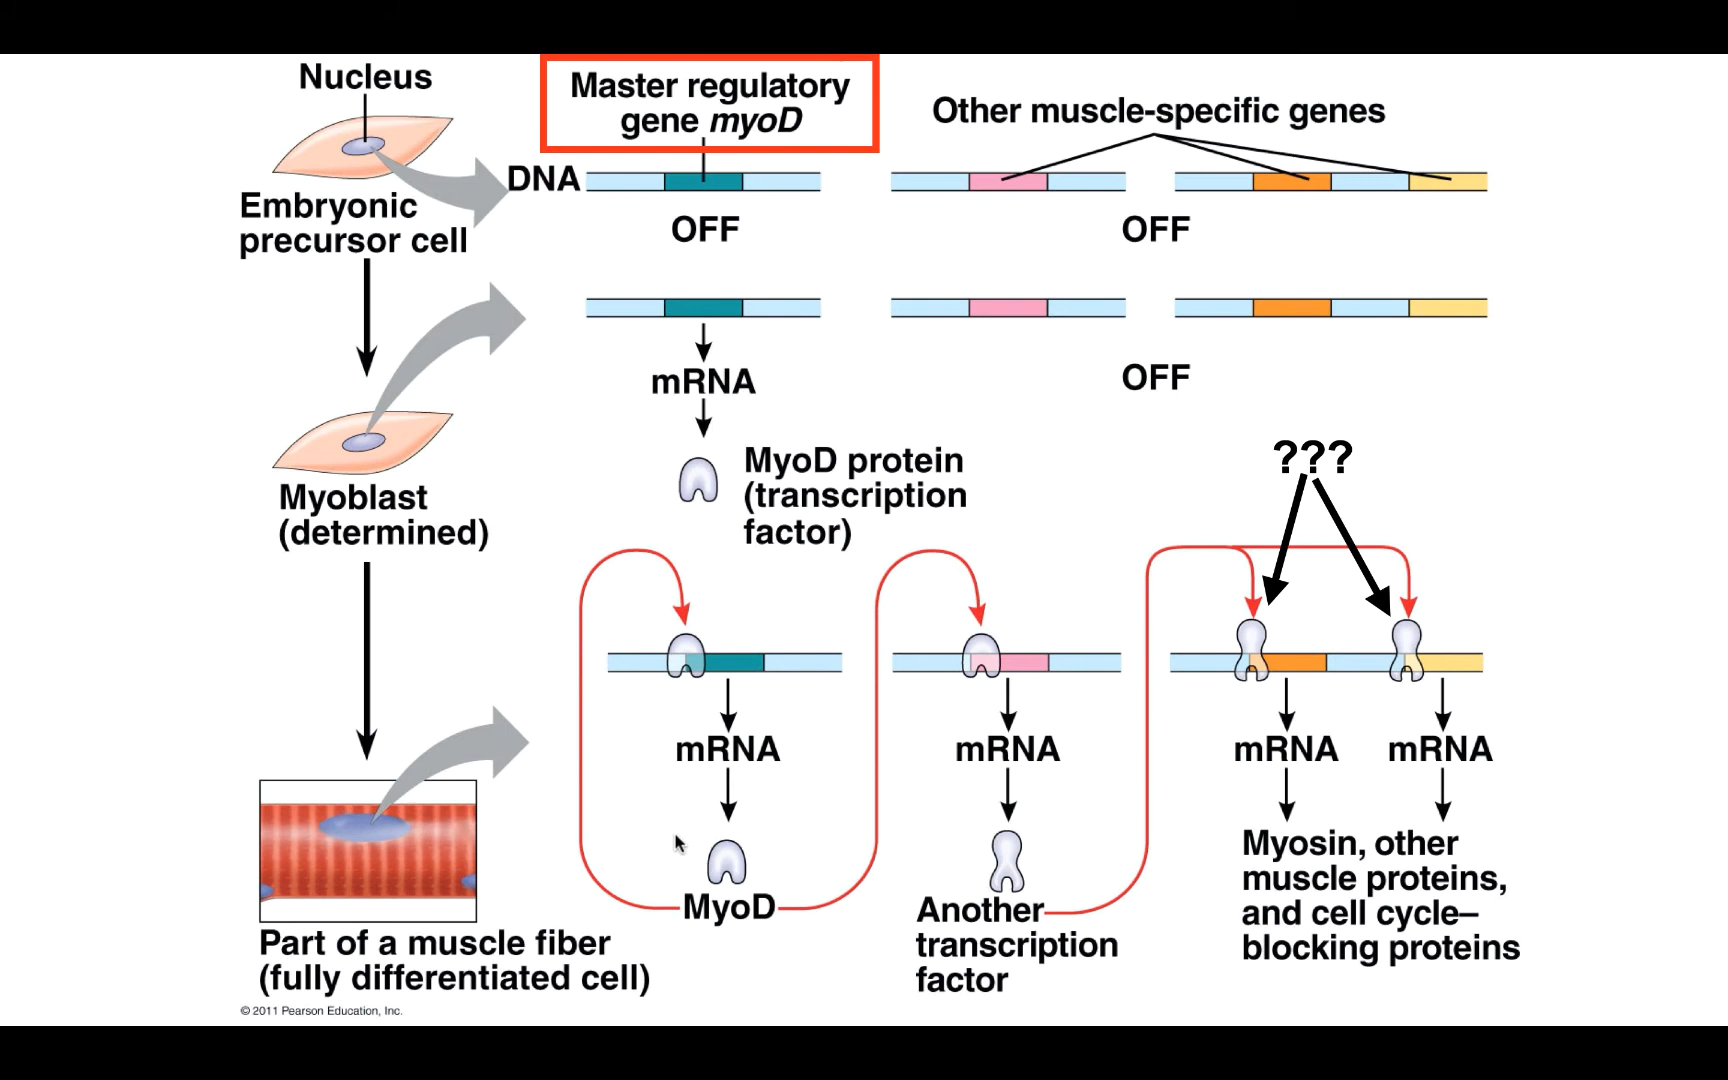 Nucleus
Master regulatory
gene myoD
Other muscle-specific genes
DNA
Embryonic
precursor cell
OFF
OFF
mRNA
OFF
MyoD protein
(transcription
factor)
Myoblast
(determined)
???
mRNA
mRNA
mRNA
mRNA
MyoD
Another
transcription
factor
Myosin, other
muscle proteins,
and cell cycle–
blocking proteins
Part of a muscle fiber
(fully differentiated cell)
© 2011 Pearson Education, Inc.